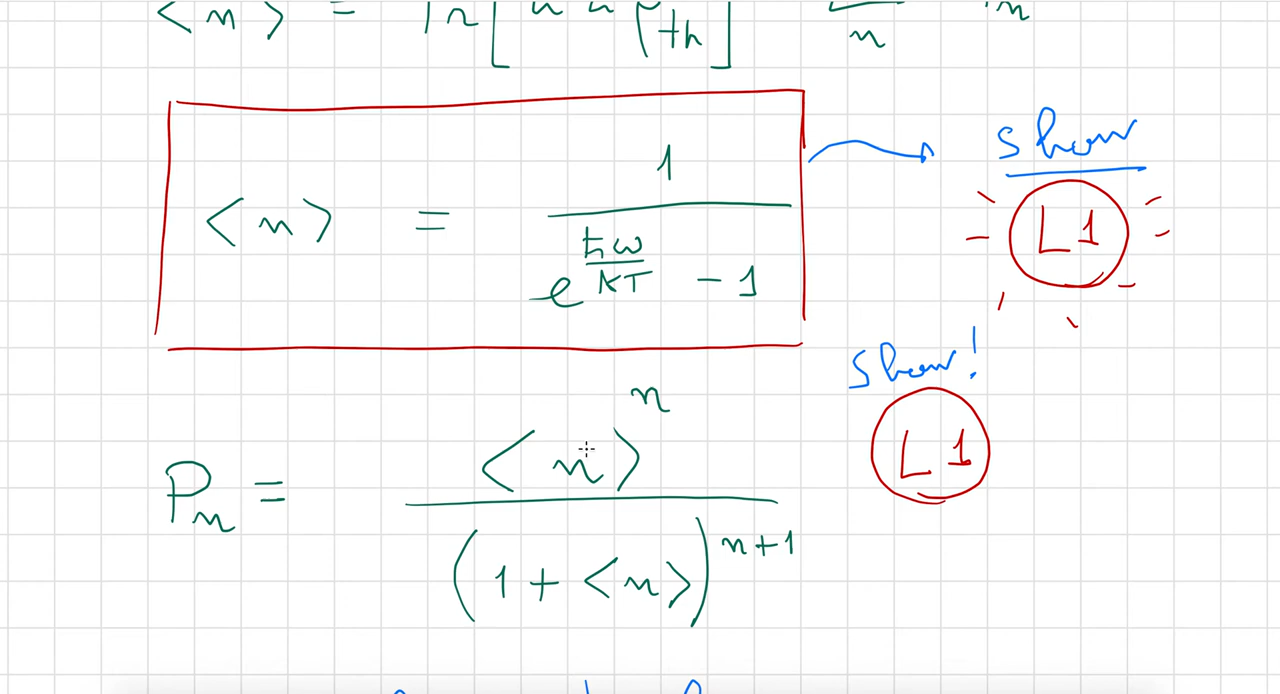 <n> =
show
<n> = 1 / (e^(ħω/KT) - 1)
L1
show!
P_n = <n>^n / (1 + <n>)^(n+1)
L1